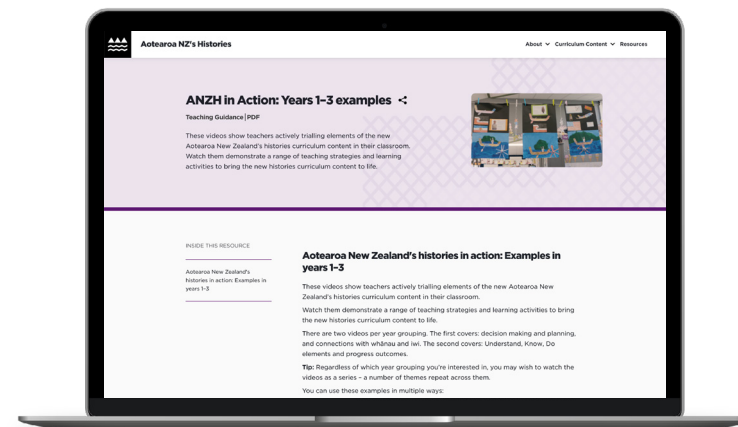 Aotearoa NZ's Histories
About Curriculum Content Resources
ANZH in Action: Years 1–3 examples
Teaching Guidance | PDF
These videos show teachers actively trialling elements of the new
Aotearoa New Zealand's histories curriculum content in their classroom.
Watch them demonstrate a range of teaching strategies and learning
activities to bring the new histories curriculum content to life.
INSIDE THIS RESOURCE
Aotearoa New Zealand's
histories in action: Examples in
years 1–3
Aotearoa New Zealand's histories in action: Examples in
years 1–3
These videos show teachers actively trialling elements of the new Aotearoa New
Zealand's histories curriculum content in their classroom.
Watch them demonstrate a range of teaching strategies and learning activities to bring
the new histories curriculum content to life.
There are two videos per year grouping. The first covers: decision making and planning,
and connections with whānau and iwi. The second covers: Understand, Know, Do
elements and progress outcomes.
Tip: Regardless of which year grouping you're interested in, you may wish to watch the
videos as a series – a number of themes repeat across them.
You can use these examples in multiple ways: